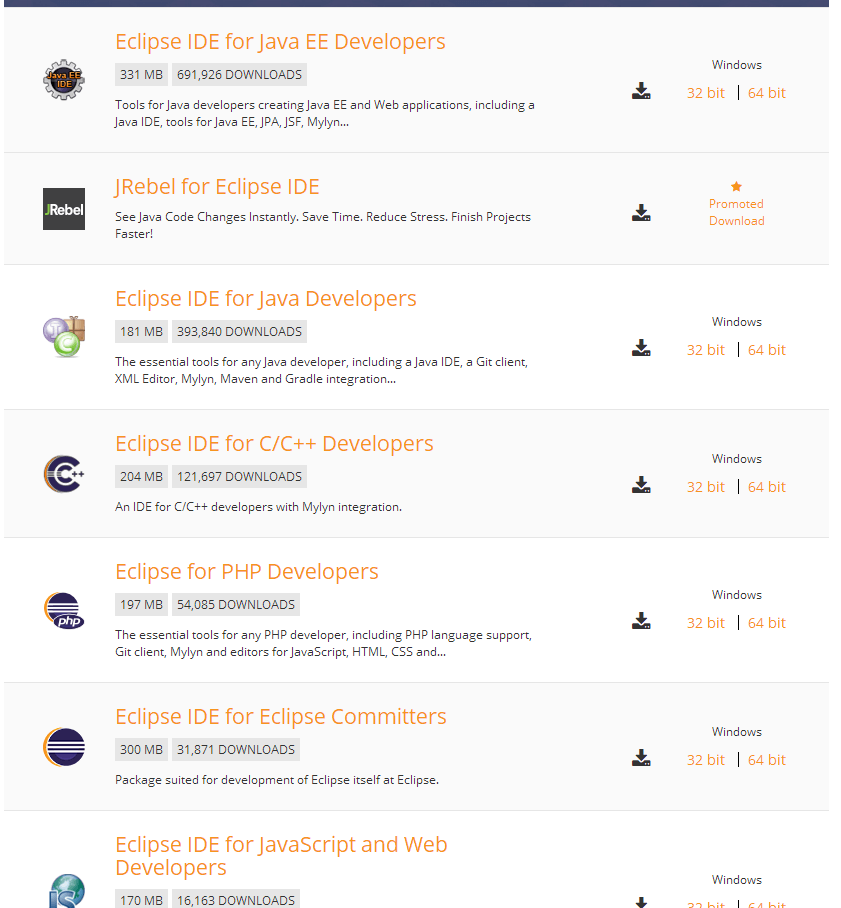 Eclipse IDE for Java EE Developers
331 MB 691,926 DOWNLOADS
Tools for Java developers creating Java EE and Web applications, including a
Java IDE, tools for Java EE, JPA, JSF, Mylyn...
Java EE
IDE
Windows
32 bit | 64 bit
JRebel for Eclipse IDE
See Java Code Changes Instantly. Save Time. Reduce Stress. Finish Projects
Faster!
JRebel
Promoted
Download
Eclipse IDE for Java Developers
181 MB 393,840 DOWNLOADS
The essential tools for any Java developer, including a Java IDE, a Git client,
XML Editor, Mylyn, Maven and Gradle integration...
J
C
Windows
32 bit | 64 bit
Eclipse IDE for C/C++ Developers
204 MB 121,697 DOWNLOADS
An IDE for C/C++ developers with Mylyn integration.
C++
Windows
32 bit | 64 bit
Eclipse for PHP Developers
197 MB 54,085 DOWNLOADS
The essential tools for any PHP developer, including PHP language support,
Git client, Mylyn and editors for JavaScript, HTML, CSS and...
php
Windows
32 bit | 64 bit
Eclipse IDE for Eclipse Committers
300 MB 31,871 DOWNLOADS
Package suited for development of Eclipse itself at Eclipse.
Windows
32 bit | 64 bit
Eclipse IDE for JavaScript and Web
Developers
170 MB 16,163 DOWNLOADS
JS
Windows
32 bit | 64 bit